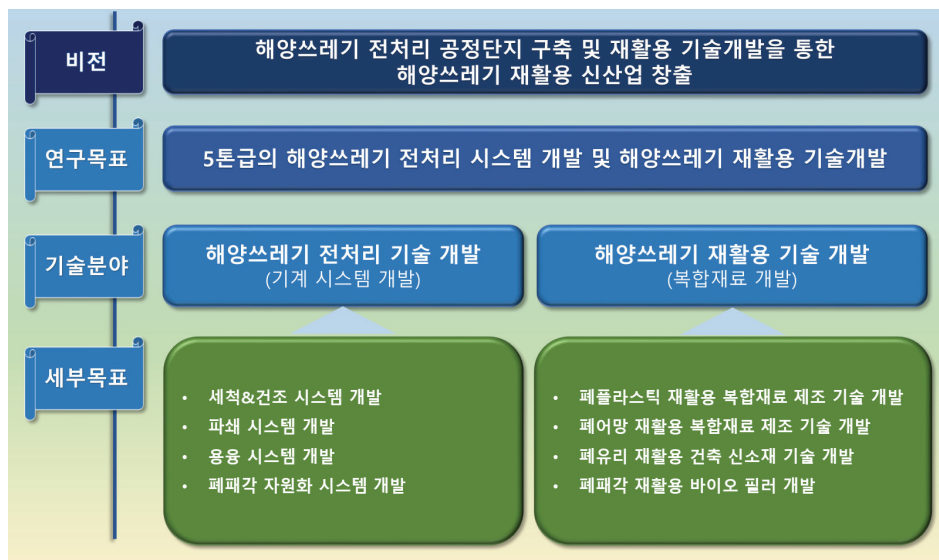 비전
해양쓰레기 전처리 공정단지 구축 및 재활용 기술개발을 통한
해양쓰레기 재활용 신산업 창출
연구목표
5톤급의 해양쓰레기 전처리 시스템 개발 및 해양쓰레기 재활용 기술개발
기술분야
해양쓰레기 전처리 기술 개발
(기계 시스템 개발)
해양쓰레기 재활용 기술 개발
(복합재료 개발)
세부목표
• 세척&건조 시스템 개발
• 파쇄 시스템 개발
• 용융 시스템 개발
• 폐패각 자원화 시스템 개발
• 폐플라스틱 재활용 복합재료 제조 기술 개발
• 폐어망 재활용 복합재료 제조 기술 개발
• 폐유리 재활용 건축 신소재 기술 개발
• 폐패각 재활용 바이오 필러 개발